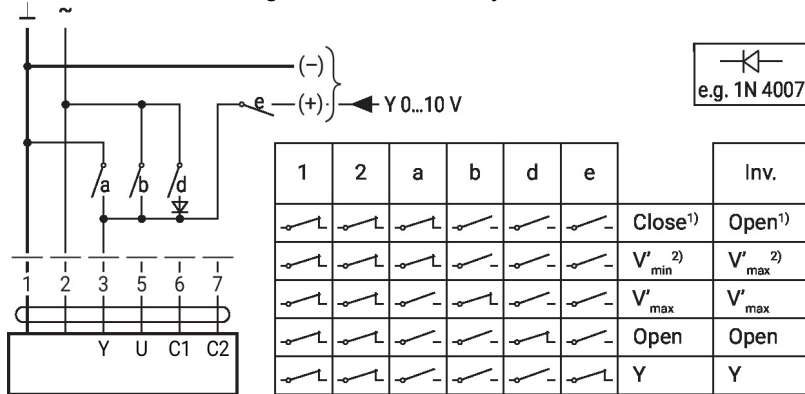 ⊥ ~
(–)
e (+) Y 0...10 V
e.g. 1N 4007
a b d
1 2 3 5 6 7
Y U C1 C2
1 2 a b d e Inv.
Close¹⁾ Open¹⁾
V'min²⁾ V'max²⁾
V'max V'max
Open Open
Y Y